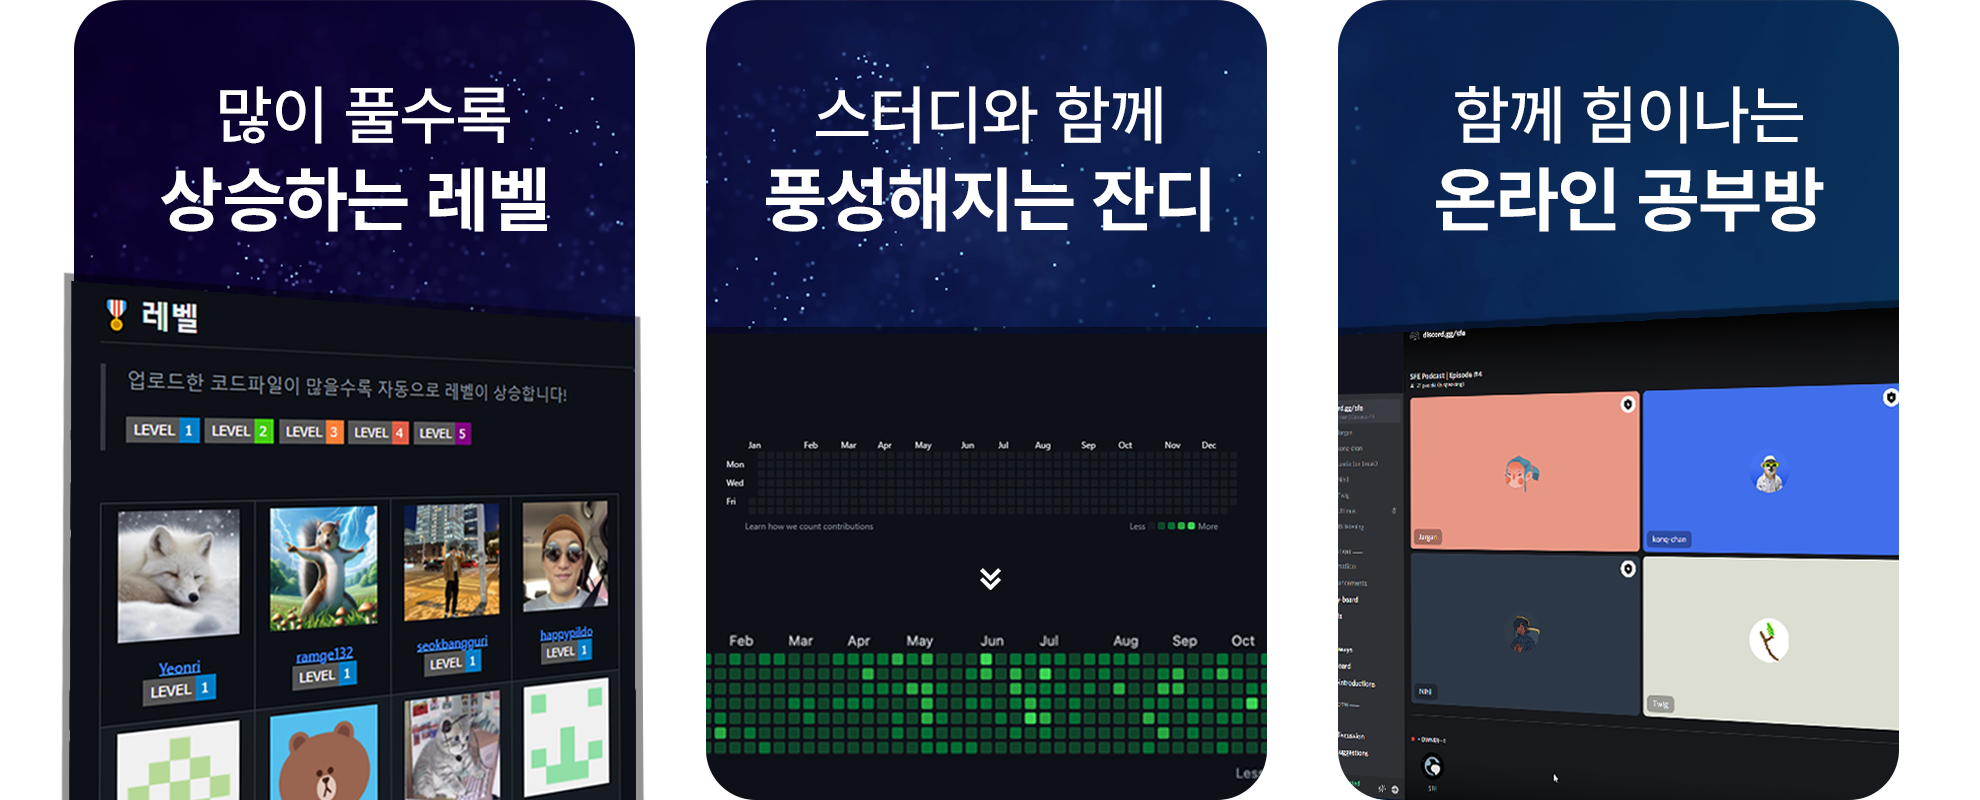 많이 풀수록
상승하는 레벨
레벨
업로드한 코드파일이 많을수록 자동으로 레벨이 상승합니다!
LEVEL 1 LEVEL 2 LEVEL 3 LEVEL 4 LEVEL 5
Yeonri
LEVEL 1
ramge132
LEVEL 1
seokbangguri
LEVEL 1
happypildo
LEVEL 1
스터디와 함께
풍성해지는 잔디
Jan Feb Mar Apr May Jun Jul Aug Sep Oct Nov Dec
Mon
Wed
Fri
Learn how we count contributions
Less More
Feb Mar Apr May Jun Jul Aug Sep Oct
Less
함께 힘이나는
온라인 공부방
discord.gg/sfe
SFE Podcast | Episode #4
Jargan
konq-chan
Nihl
Twig
introductions